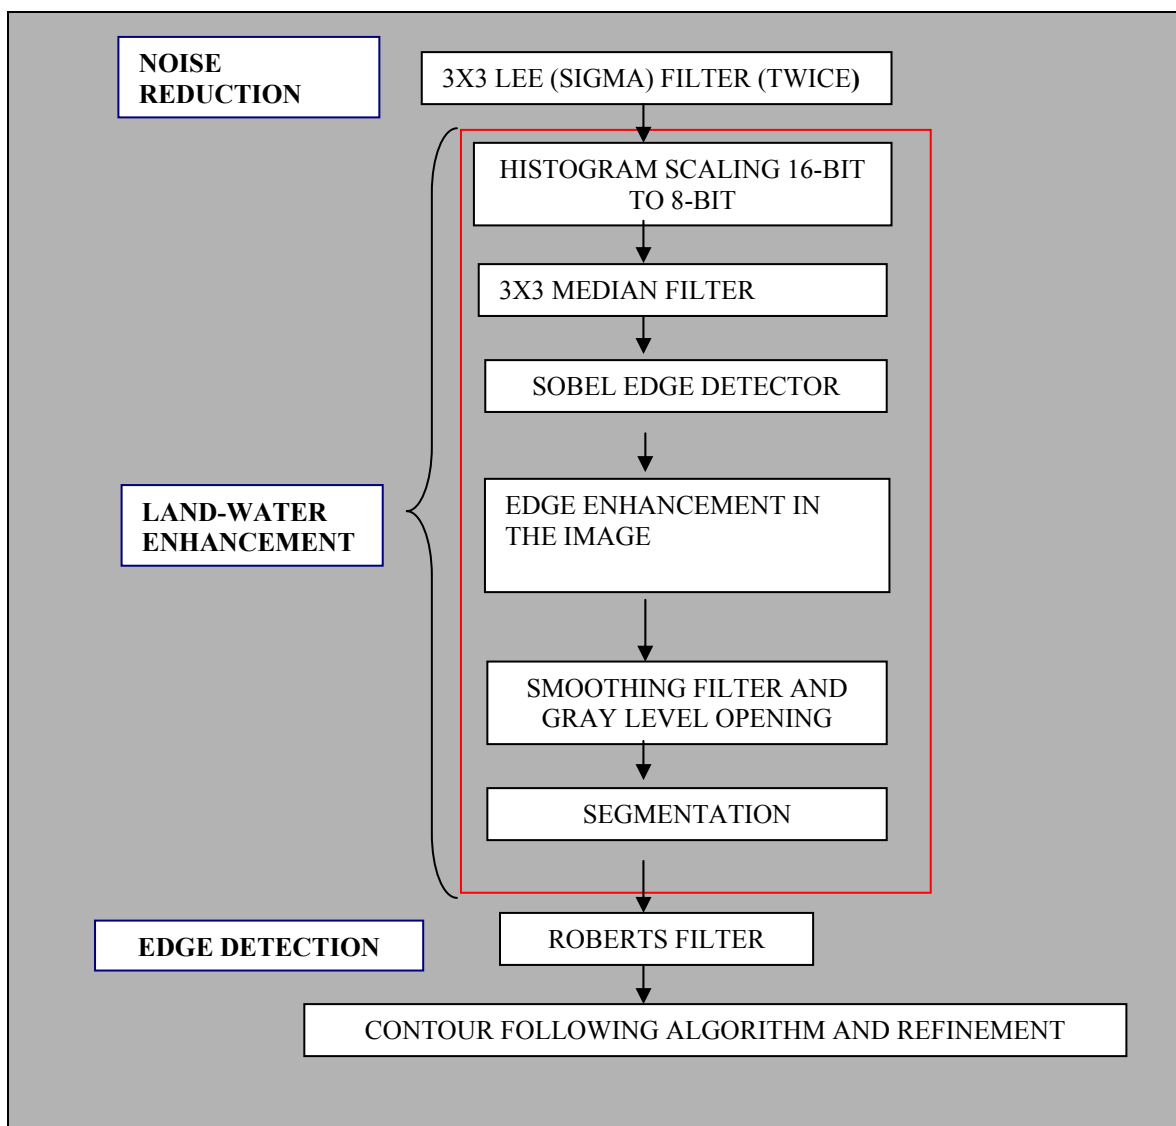 NOISE
REDUCTION
3X3 LEE (SIGMA) FILTER (TWICE)
HISTOGRAM SCALING 16-BIT
TO 8-BIT
3X3 MEDIAN FILTER
SOBEL EDGE DETECTOR
LAND-WATER
ENHANCEMENT
EDGE ENHANCEMENT IN
THE IMAGE
SMOOTHING FILTER AND
GRAY LEVEL OPENING
SEGMENTATION
EDGE DETECTION
ROBERTS FILTER
CONTOUR FOLLOWING ALGORITHM AND REFINEMENT